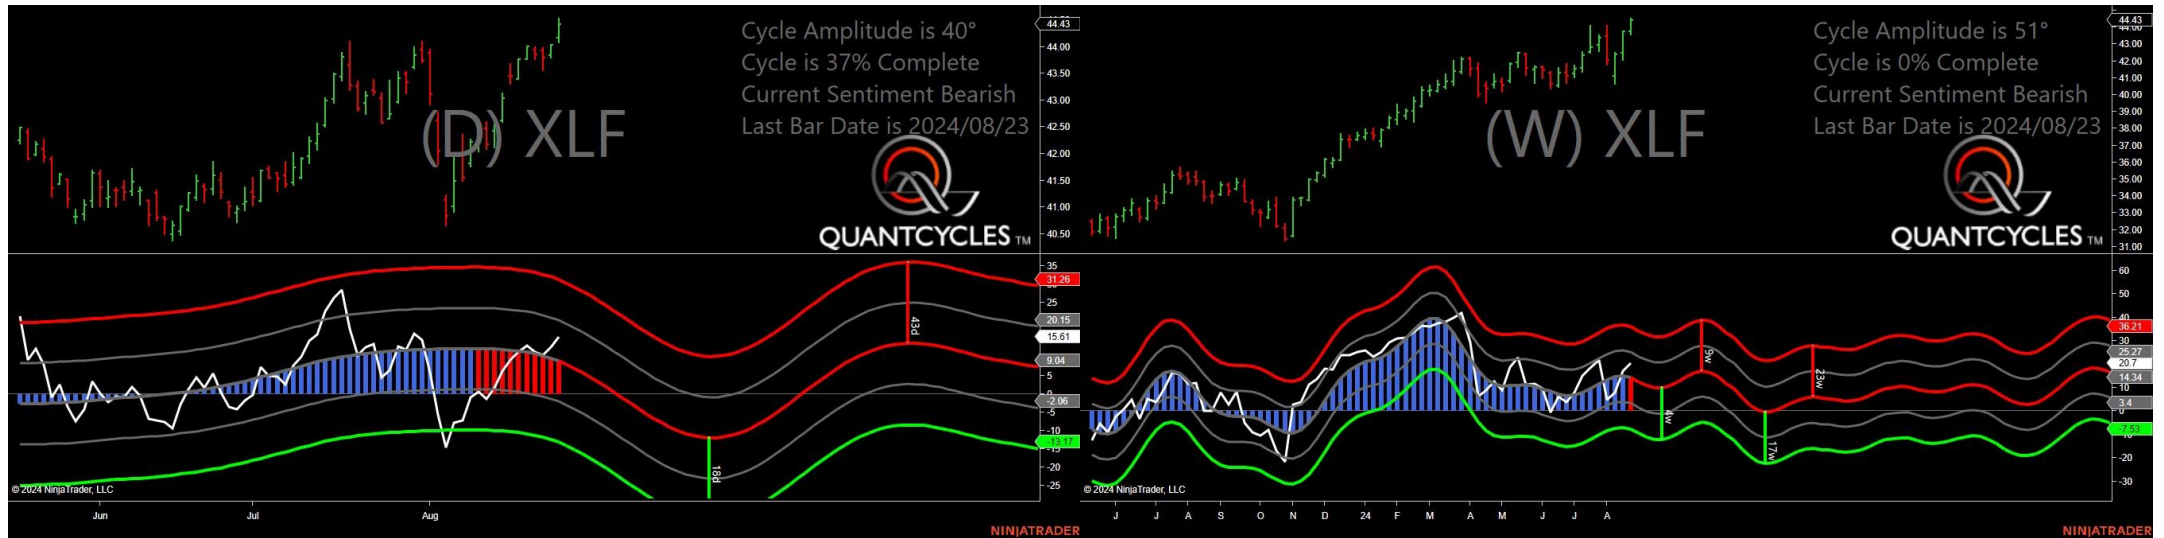 Cycle Amplitude is 40°
Cycle is 37% Complete
Current Sentiment Bearish
Last Bar Date is 2024/08/23
(D) XLF
QUANTCYCLES TM
44.43
44.00
43.50
43.00
42.50
42.00
41.50
41.00
40.50
35
31.26
25
20.15
15.61
9.04
5
-2.06
-5
-10
-13.17
-15
-20
-25
43d
18d
© 2024 NinjaTrader, LLC
Jun
Jul
Aug
NINJATRADER
Cycle Amplitude is 51°
Cycle is 0% Complete
Current Sentiment Bearish
Last Bar Date is 2024/08/23
(W) XLF
QUANTCYCLES TM
44.43
44.00
43.00
42.00
41.00
40.00
39.00
38.00
37.00
36.00
35.00
34.00
33.00
32.00
31.00
60
50
40
36.21
30
25.27
20.7
14.34
10
3.4
0
-7.53
-20
-30
9w
23w
4w
17w
© 2024 NinjaTrader, LLC
J J A S O N D 24 F M A M J J A
NINJATRADER